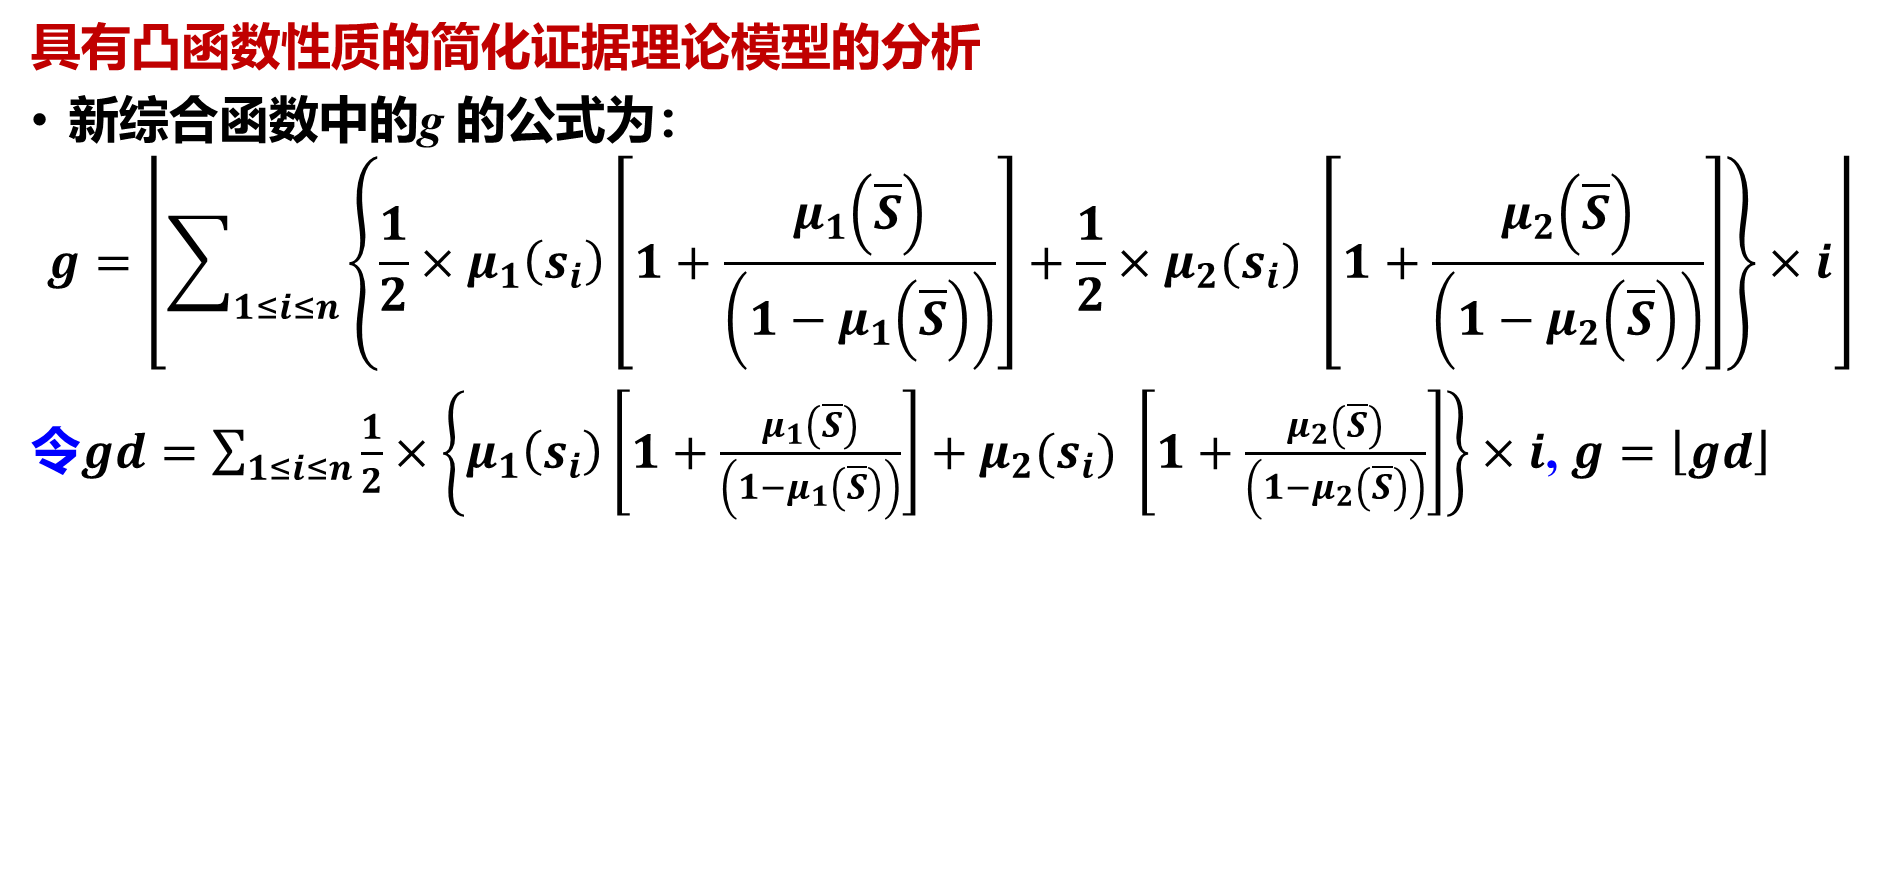 具有凸函数性质的简化证据理论模型的分析
• 新综合函数中的g 的公式为：
g = ⌊∑_{1≤i≤n} {1/2 × μ₁(sᵢ) [1 + μ₁(S̅)/(1 − μ₁(S̅))] + 1/2 × μ₂(sᵢ) [1 + μ₂(S̅)/(1 − μ₂(S̅))]} × i⌋
令gd = ∑_{1≤i≤n} 1/2 × {μ₁(sᵢ) [1 + μ₁(S̅)/(1−μ₁(S̅))] + μ₂(sᵢ) [1 + μ₂(S̅)/(1−μ₂(S̅))]} × i, g = ⌊gd⌋